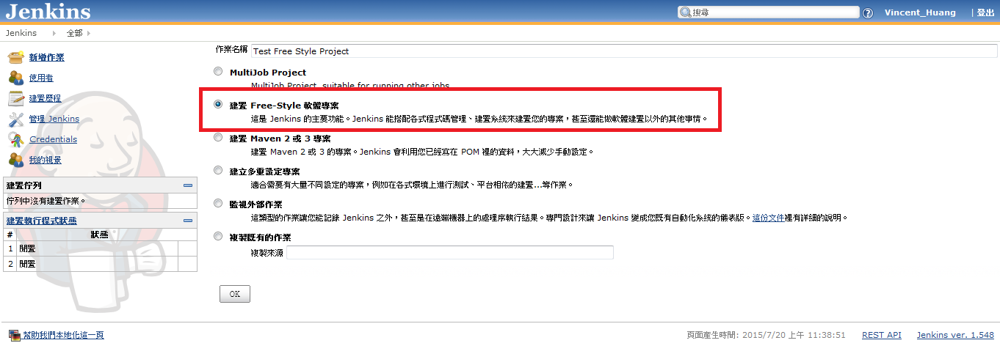 Jenkins
搜尋
Vincent_Huang | 登出
Jenkins 全部
新增作業
使用者
建置歷程
管理 Jenkins
Credentials
我的視景
建置佇列
佇列中沒有建置作業。
建置執行程式狀態
# 狀態
1 閒置
2 閒置
作業名稱 Test Free Style Project
MultiJob Project
MultiJob Project, suitable for running other jobs
建置 Free-Style 軟體專案
這是 Jenkins 的主要功能。Jenkins 能搭配各式程式碼管理、建置系統來建置您的專案，甚至還能做軟體建置以外的其他事情。
建置 Maven 2 或 3 專案
建置 Maven 2 或 3 的專案。Jenkins 會利用您已經寫在 POM 裡的資料，大大減少手動設定。
建立多重設定專案
適合需要有大量不同設定的專案，例如在各式環境上進行測試、平台相依的建置...等作業。
監視外部作業
這類型的作業讓您能記錄 Jenkins 之外，甚至是在遠端機器上的處理序執行結果。專門設計來讓 Jenkins 變成您既有自動化系統的儀表版。這份文件裡有詳細的說明。
複製既有的作業
複製來源
OK
幫助我們本地化這一頁
頁面產生時間: 2015/7/20 上午 11:38:51 REST API Jenkins ver. 1.548